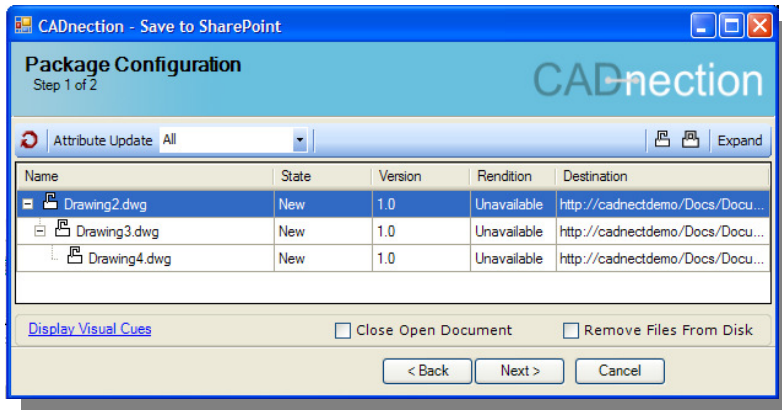 CADnection - Save to SharePoint
Package Configuration
Step 1 of 2
CADnection
Attribute Update All
Expand
Name State Version Rendition Destination
Drawing2.dwg New 1.0 Unavailable http://cadnectdemo/Docs/Docu...
Drawing3.dwg New 1.0 Unavailable http://cadnectdemo/Docs/Docu...
Drawing4.dwg New 1.0 Unavailable http://cadnectdemo/Docs/Docu...
Display Visual Cues Close Open Document Remove Files From Disk
< Back Next > Cancel